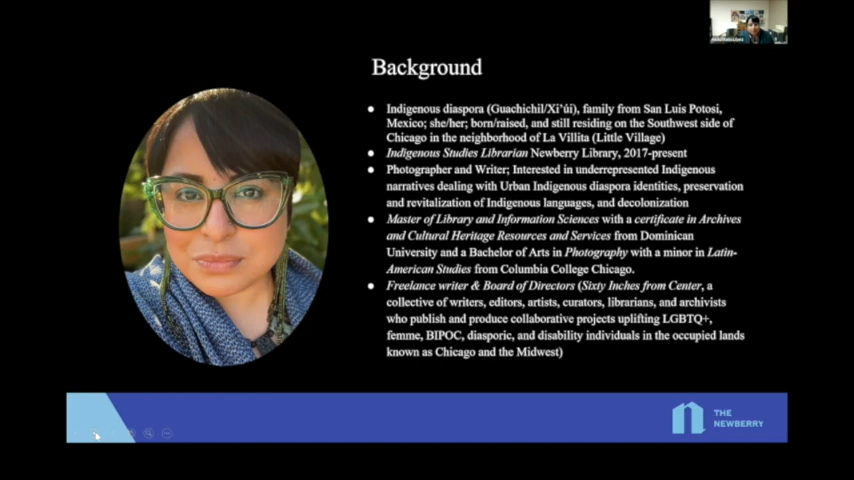 Background
● Indigenous diaspora (Guachichil/Xi'úi), family from San Luis Potosi,
Mexico; she/her; born/raised, and still residing on the Southwest side of
Chicago in the neighborhood of La Villita (Little Village)
● Indigenous Studies Librarian Newberry Library, 2017-present
● Photographer and Writer; Interested in underrepresented Indigenous
narratives dealing with Urban Indigenous diaspora identities, preservation
and revitalization of Indigenous languages, and decolonization
● Master of Library and Information Sciences with a certificate in Archives
and Cultural Heritage Resources and Services from Dominican
University and a Bachelor of Arts in Photography with a minor in Latin-
American Studies from Columbia College Chicago.
● Freelance writer & Board of Directors (Sixty Inches from Center, a
collective of writers, editors, artists, curators, librarians, and archivists
who publish and produce collaborative projects uplifting LGBTQ+,
femme, BIPOC, diasporic, and disability individuals in the occupied lands
known as Chicago and the Midwest)
THE
NEWBERRY